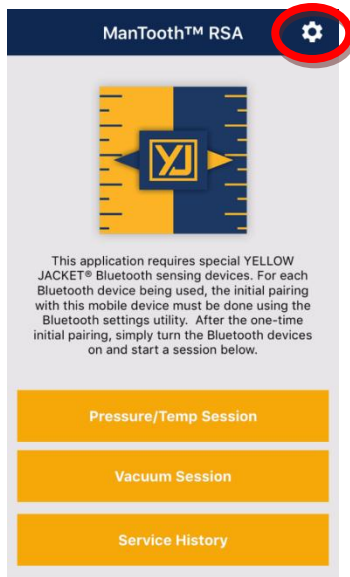 ManTooth™ RSA
YJ
This application requires special YELLOW
JACKET® Bluetooth sensing devices. For each
Bluetooth device being used, the initial pairing
with this mobile device must be done using the
Bluetooth settings utility.  After the one-time
initial pairing, simply turn the Bluetooth devices
on and start a session below.
Pressure/Temp Session
Vacuum Session
Service History